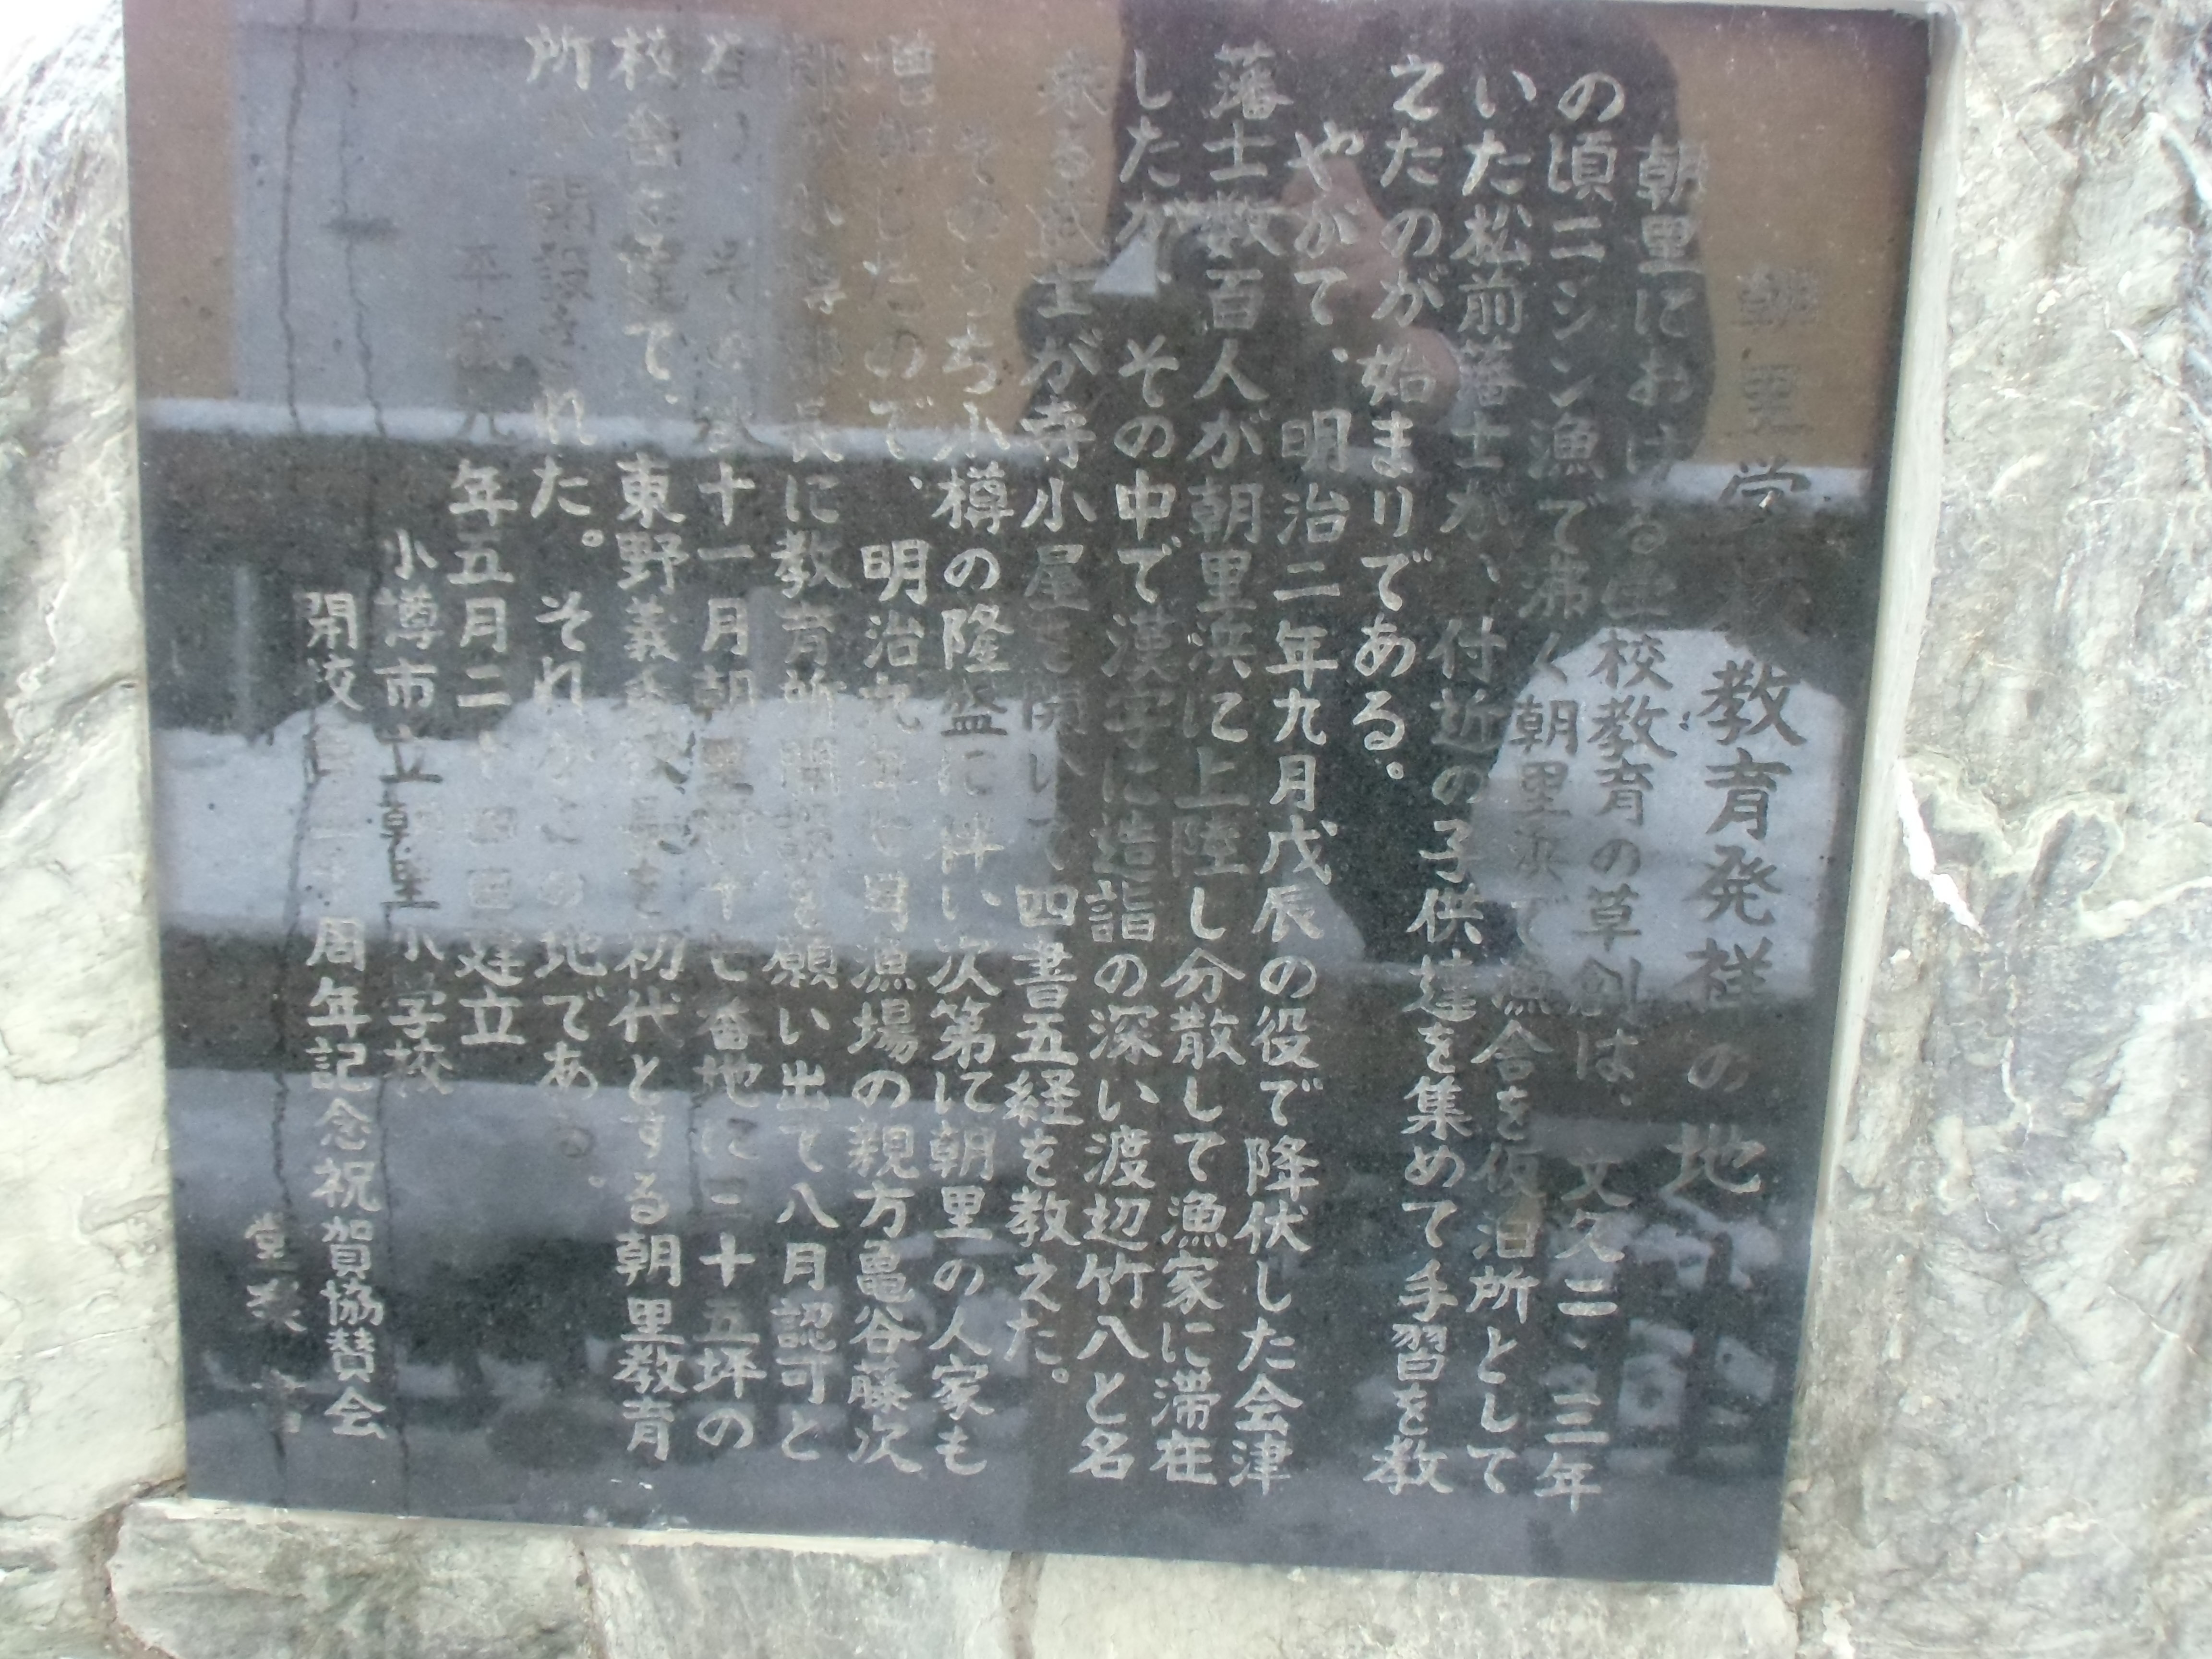 朝里学校教育発祥の地
朝里における学校教育の草創は、文久二、三年
の頃ニシン漁で沸く朝里浜で漁舎を仮泊所として
いた松前藩士が、付近の子供達を集めて手習を教
えたのが始まりである。
やがて、明治二年九月戊辰の役で降伏した会津
藩士数百人が朝里浜に上陸し分散して漁家に滞在
したが、その中で漢字に造詣の深い渡辺竹八と名
乗る武士が寺小屋を開いて四書五経を教えた。
そのうち小樽の隆盛に伴い次第に朝里の人家も
増新したので、明治九年七月漁場の親方亀谷藤次
郎が小樽郡長に教育所開設を願い出て八月認可と
なり、その年十一月朝里村十七番地に三十五坪の
校舎を建て、東野義 校長を初代とする朝里教育
所が開設された。それがこの地である。
平成元年五月二十四日建立
小樽市立朝里小学校
開校百二十周年記念祝賀協賛会
書